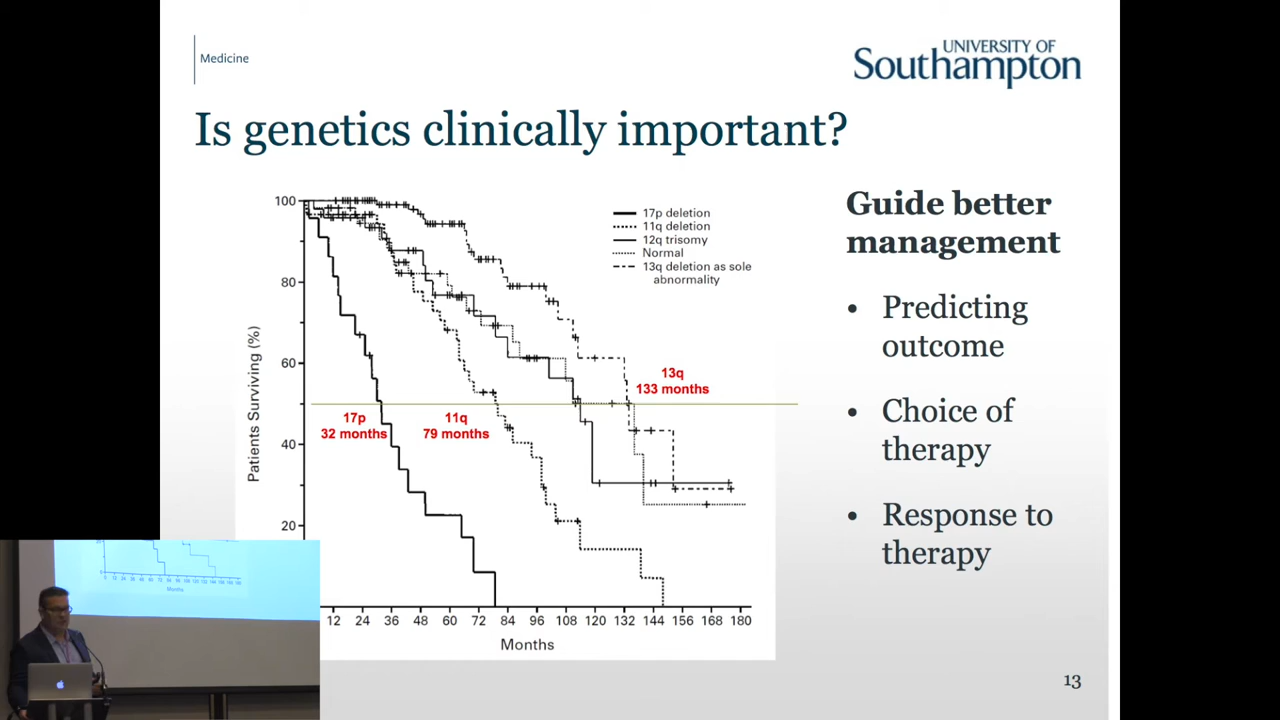 Medicine
UNIVERSITY OF
Southampton
Is genetics clinically important?
100
80
60
40
20
Patients Surviving (%)
17p deletion
11q deletion
12q trisomy
Normal
13q deletion as sole
abnormality
13q
133 months
17p
32 months
11q
79 months
12 24 36 48 60 72 84 96 108 120 132 144 156 168 180
Months
Guide better
management
• Predicting
outcome
• Choice of
therapy
• Response to
therapy
13
Months